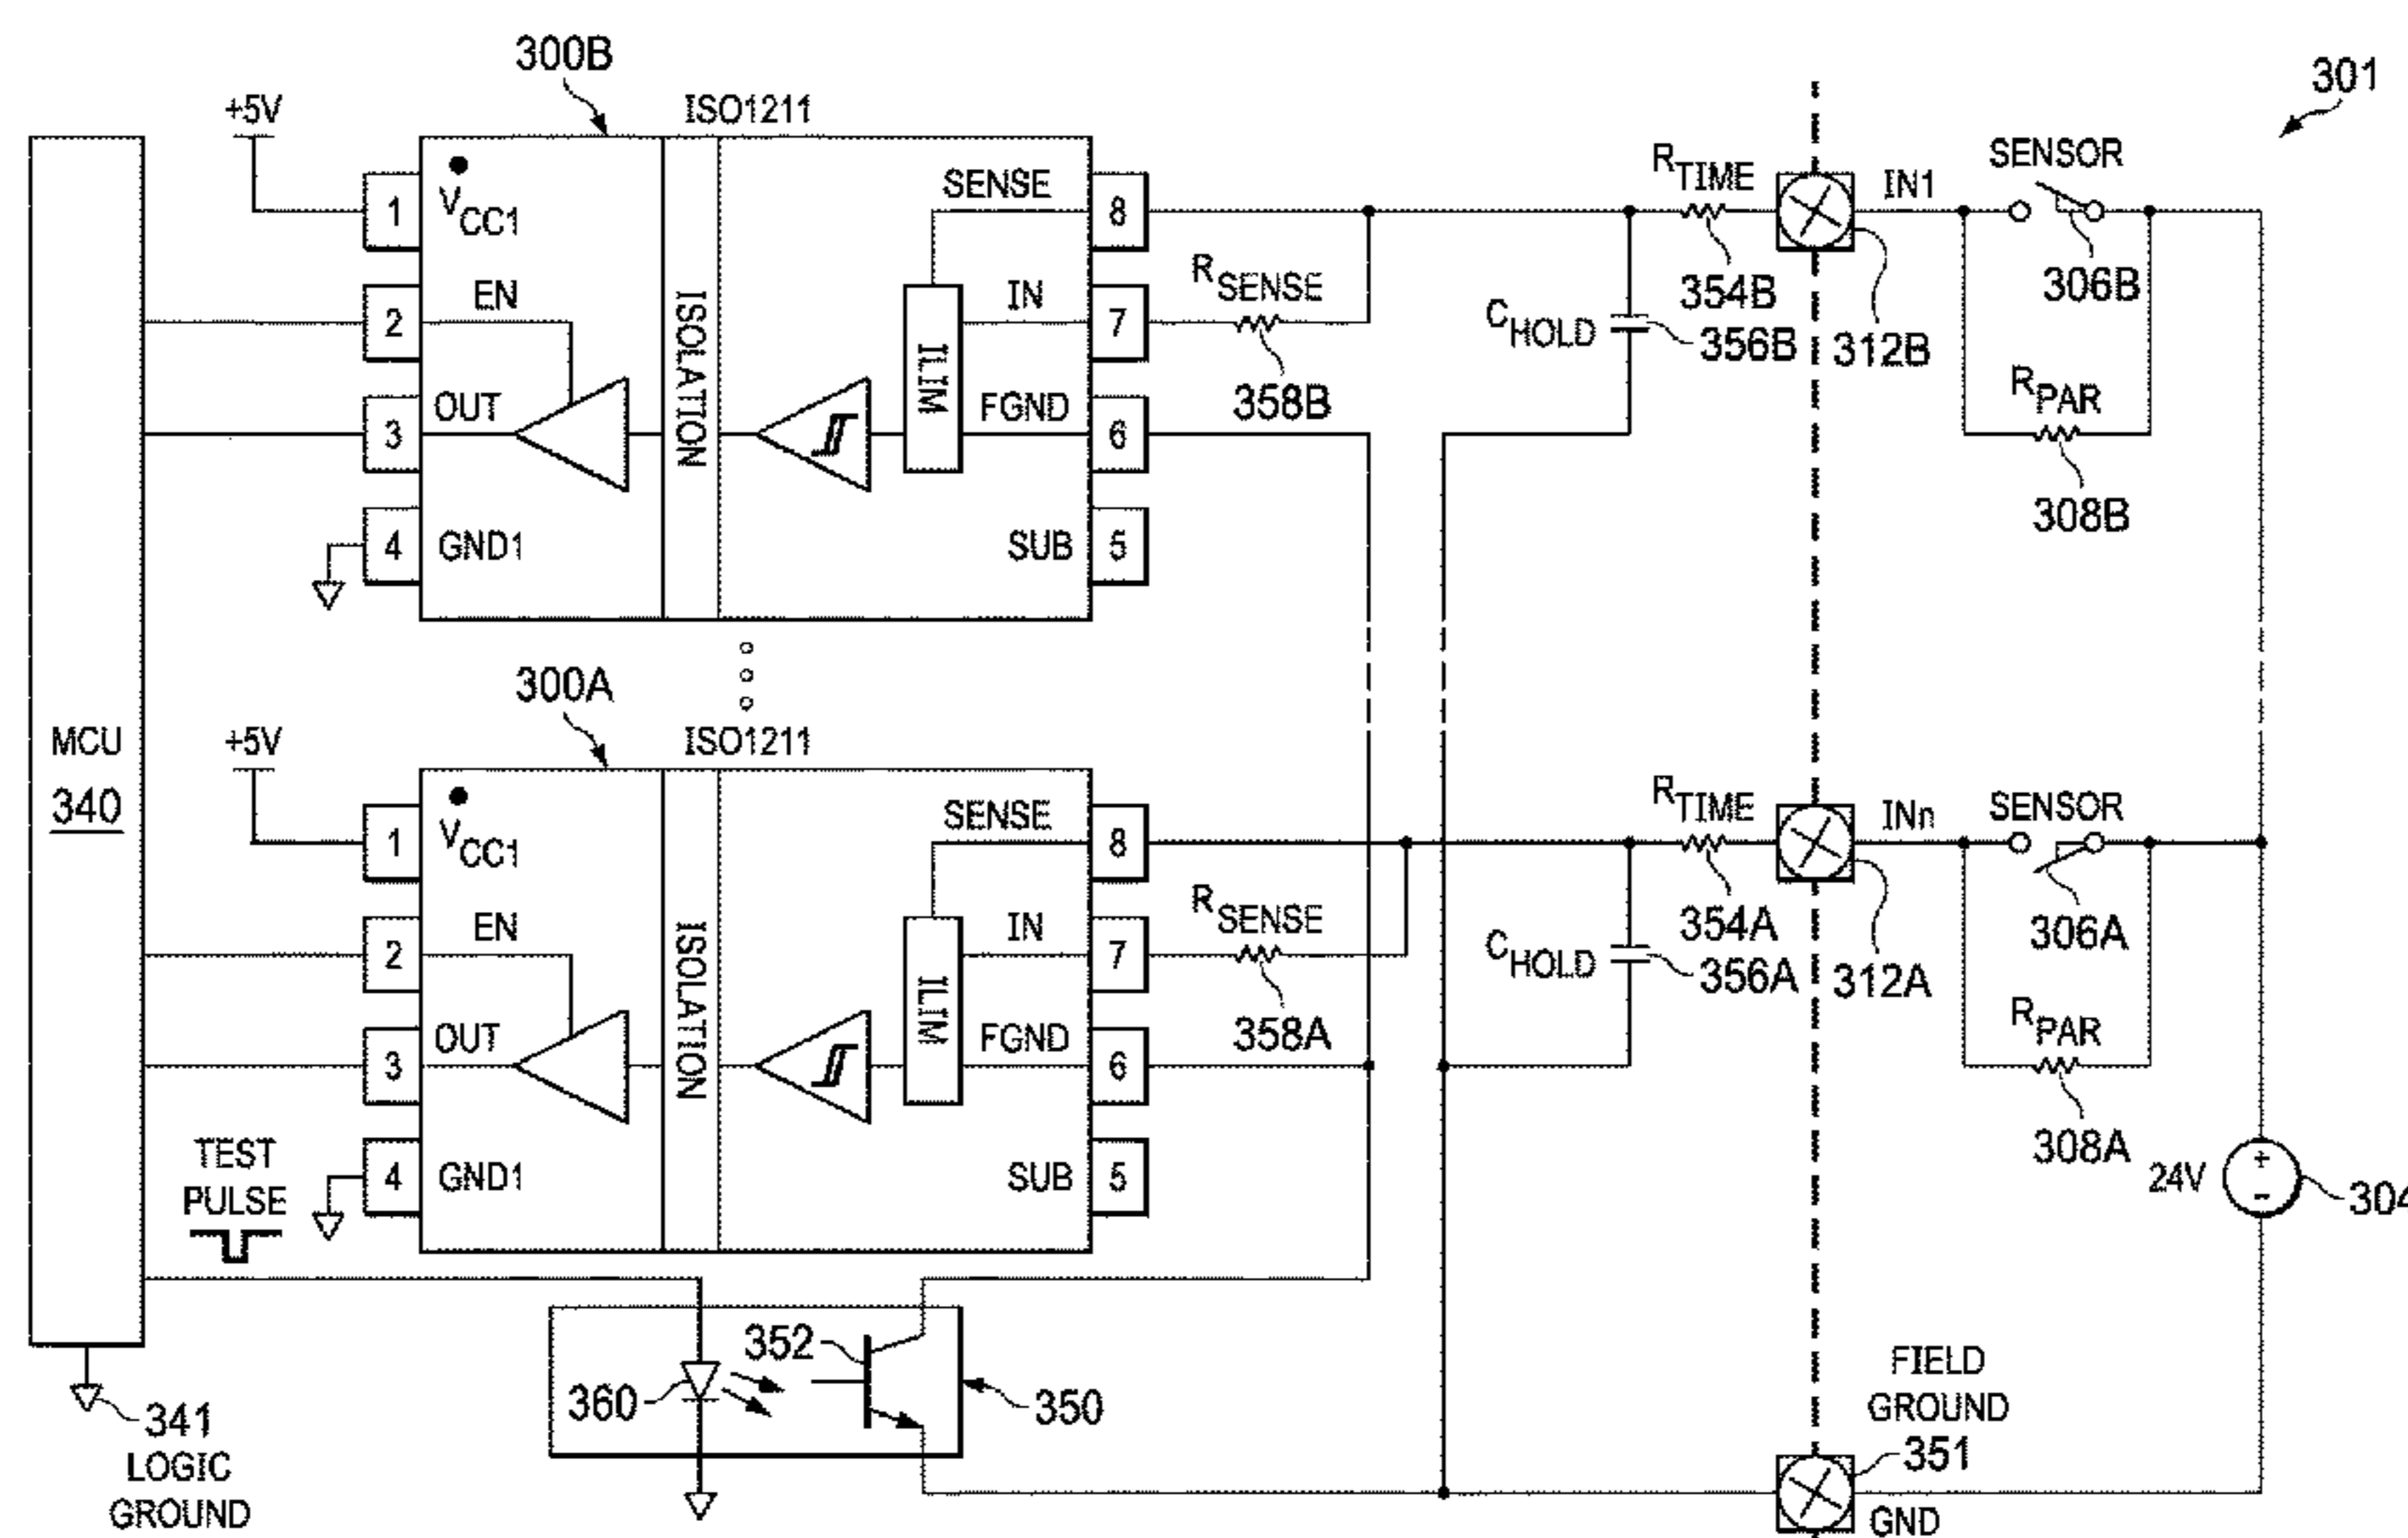 301
300B
+5V
ISO1211
1
VCC1
SENSE
8
RTIME
IN1
SENSOR
2
EN
ISOLATION
ILIM
IN
7
RSENSE
358B
CHOLD
356B
354B
312B
306B
3
OUT
FGND
6
RPAR
308B
4
GND1
SUB
5
300A
+5V
ISO1211
MCU
340
1
VCC1
SENSE
8
RTIME
INn
SENSOR
2
EN
ISOLATION
ILIM
IN
7
RSENSE
358A
CHOLD
356A
354A
312A
306A
3
OUT
FGND
6
RPAR
308A
TEST
PULSE
4
GND1
SUB
5
24V
+
−
304
352
360
350
341
LOGIC
GROUND
FIELD
GROUND
351
GND